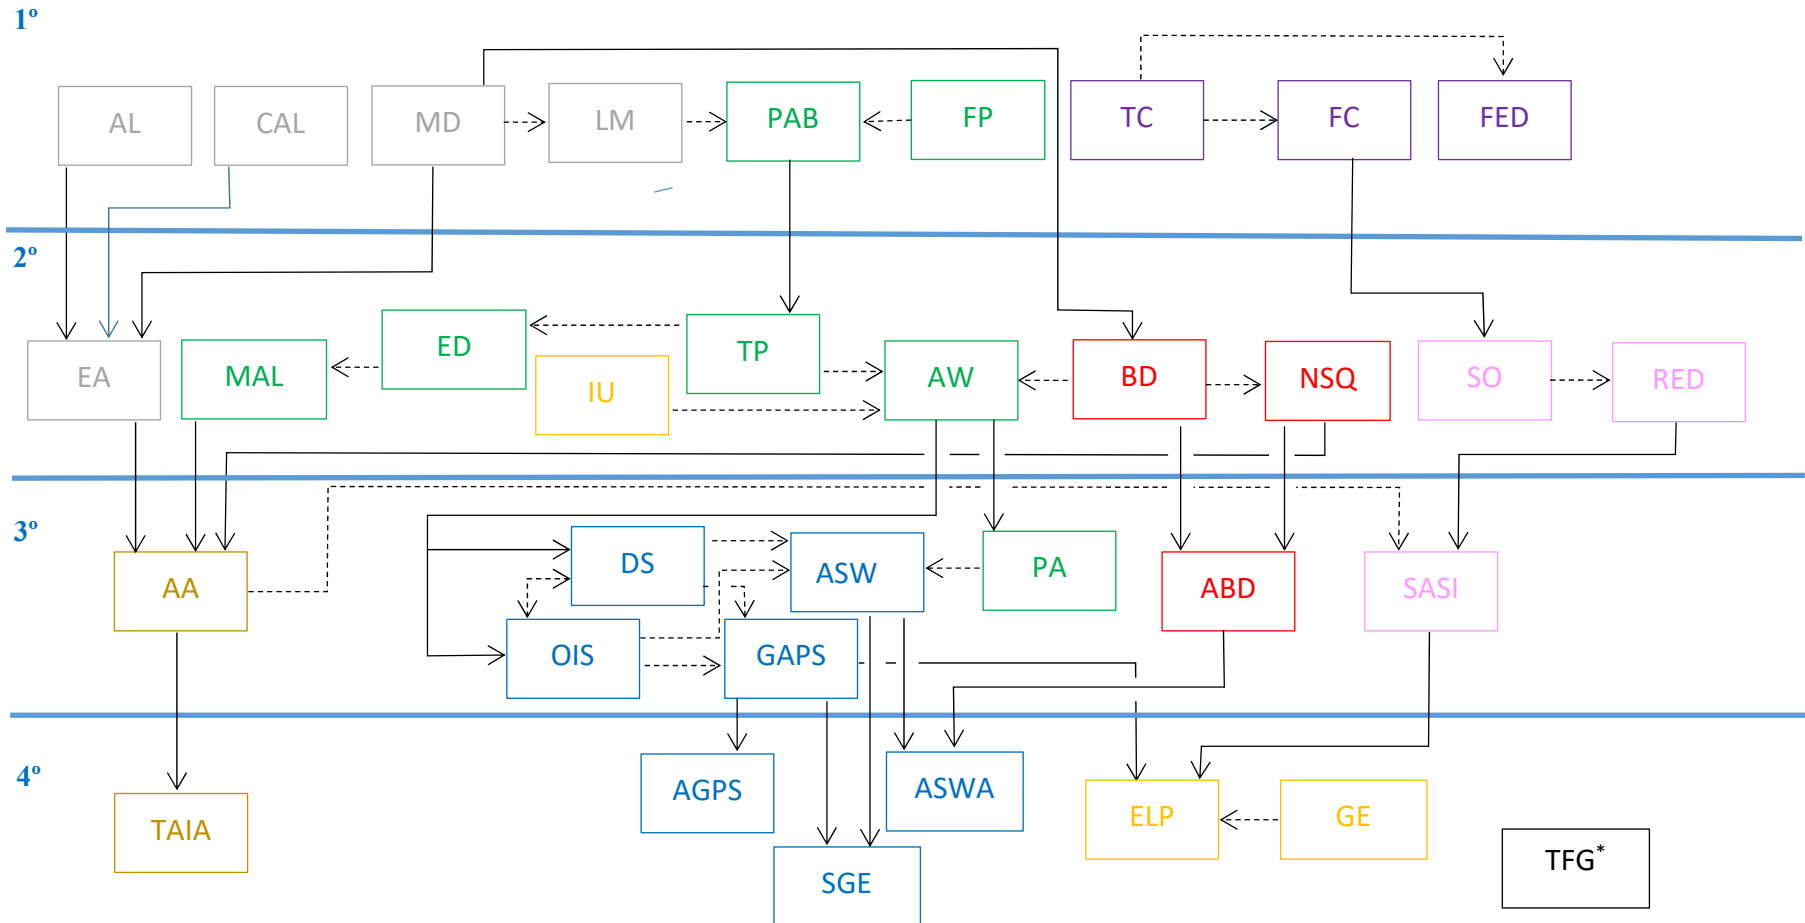 1º
AL
CAL
MD
LM
PAB
FP
TC
FC
FED
2º
EA
MAL
ED
IU
TP
AW
BD
NSQ
SO
RED
3º
AA
DS
OIS
ASW
GAPS
PA
ABD
SASI
4º
TAIA
AGPS
SGE
ASWA
ELP
GE
TFG*